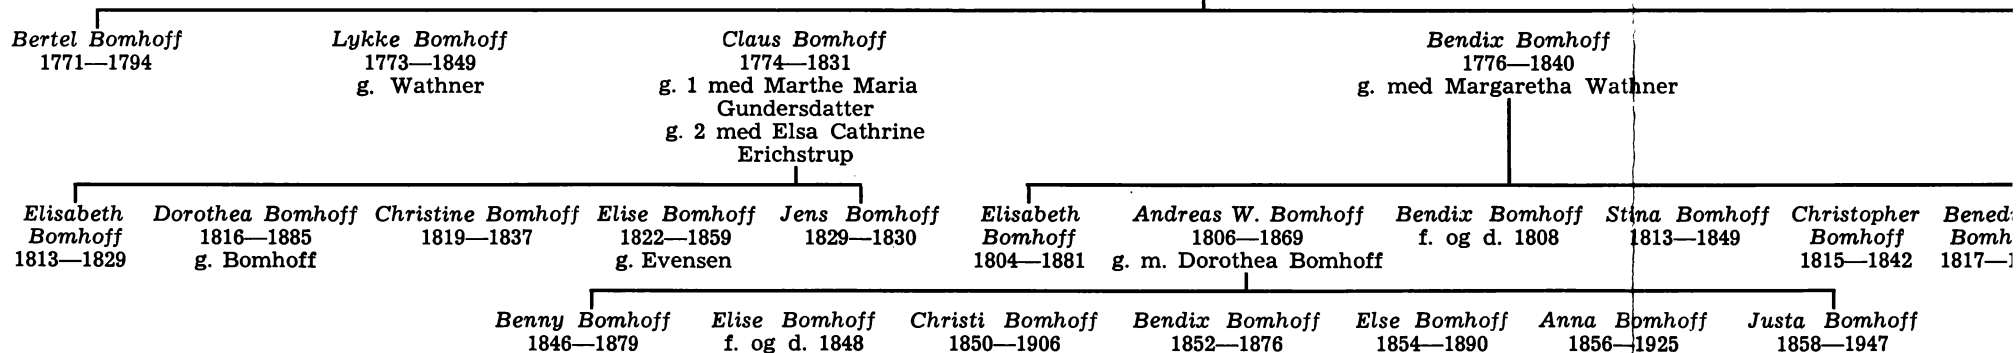 Bertel Bomhoff
1771—1794
Lykke Bomhoff
1773—1849
g. Wathner
Claus Bomhoff
1774—1831
g. 1 med Marthe Maria
Gundersdatter
g. 2 med Elsa Cathrine
Erichstrup
Bendix Bomhoff
1776—1840
g. med Margaretha Wathner
Elisabeth
Bomhoff
1813—1829
Dorothea Bomhoff
1816—1885
g. Bomhoff
Christine Bomhoff
1819—1837
Elise Bomhoff
1822—1859
g. Evensen
Jens Bomhoff
1829—1830
Elisabeth
Bomhoff
1804—1881
Andreas W. Bomhoff
1806—1869
g. m. Dorothea Bomhoff
Bendix Bomhoff
f. og d. 1808
Stina Bomhoff
1813—1849
Christopher
Bomhoff
1815—1842
Bened
Bomh
1817—1
Benny Bomhoff
1846—1879
Elise Bomhoff
f. og d. 1848
Christi Bomhoff
1850—1906
Bendix Bomhoff
1852—1876
Else Bomhoff
1854—1890
Anna Bomhoff
1856—1925
Justa Bomhoff
1858—1947